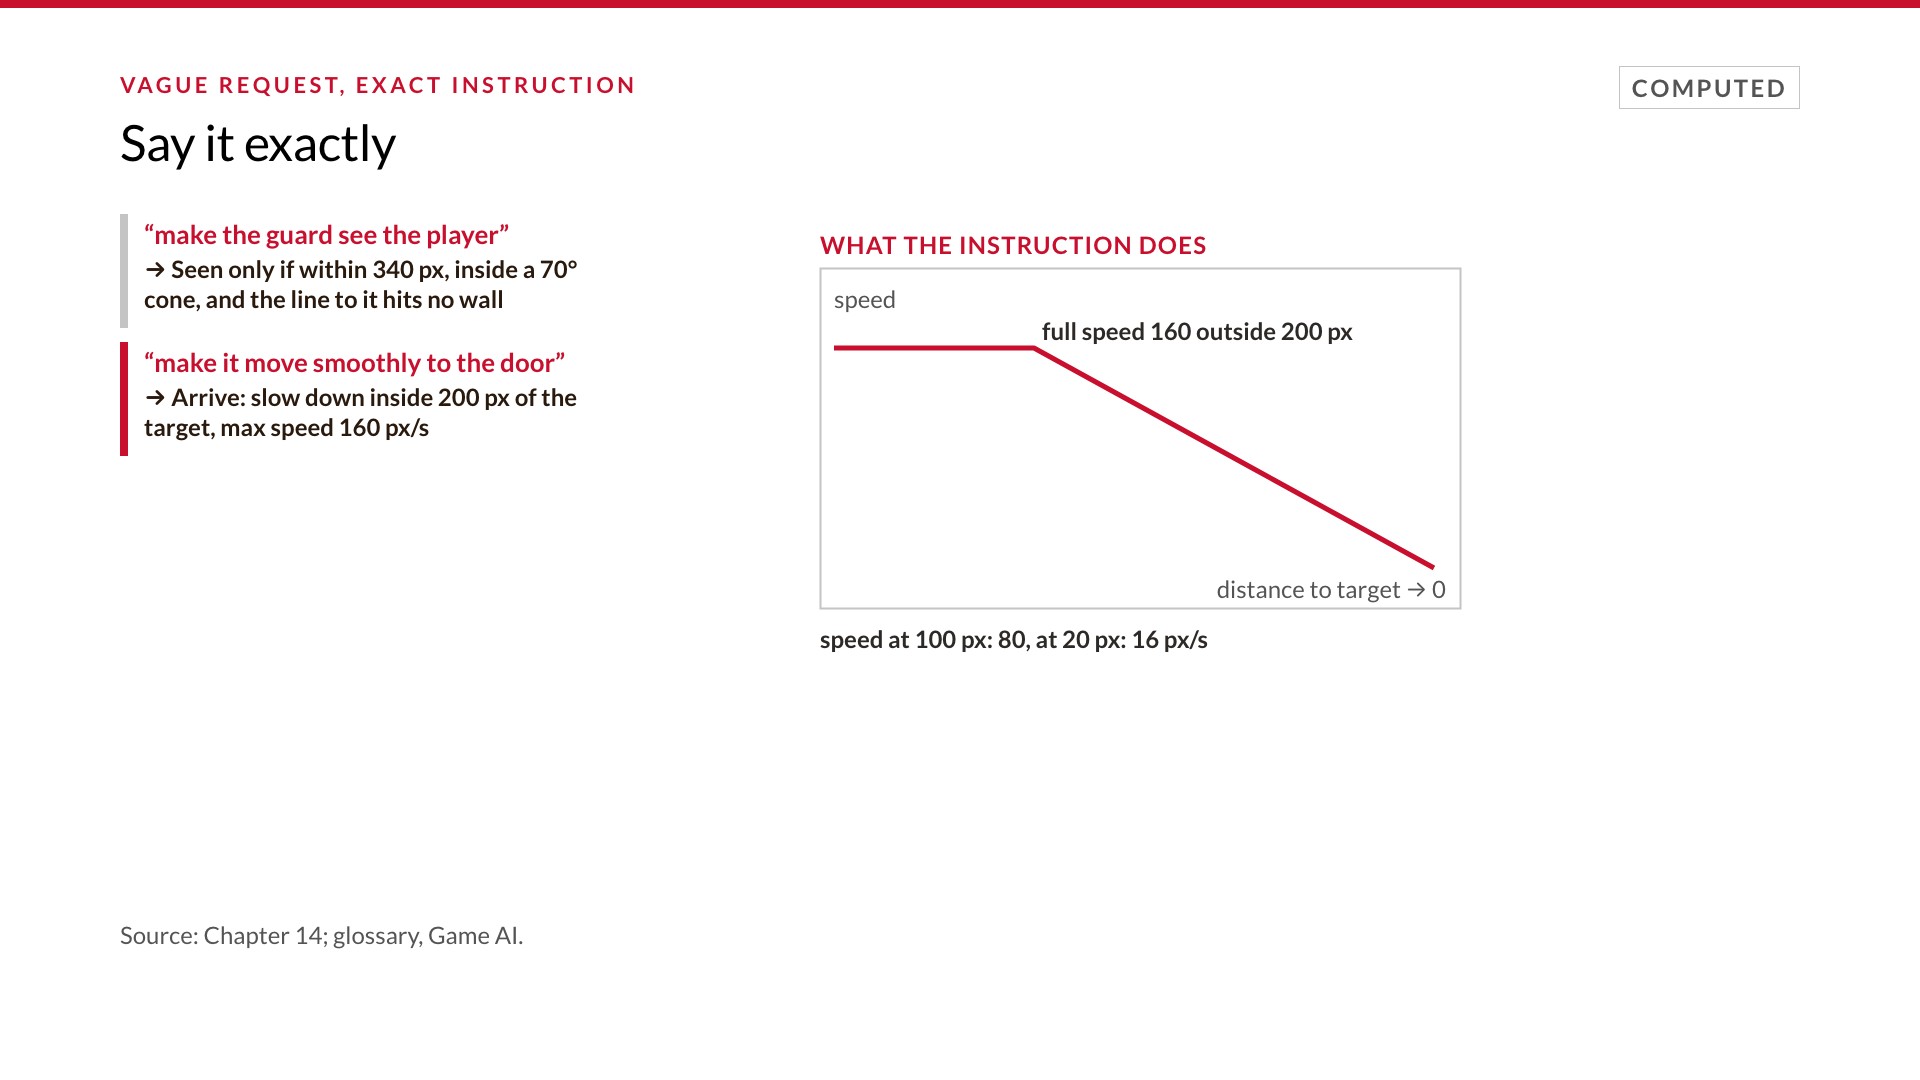 VAGUE REQUEST, EXACT INSTRUCTION
COMPUTED
Say it exactly
“make the guard see the player”
→ Seen only if within 340 px, inside a 70°
cone, and the line to it hits no wall
“make it move smoothly to the door”
→ Arrive: slow down inside 200 px of the
target, max speed 160 px/s
WHAT THE INSTRUCTION DOES
speed
full speed 160 outside 200 px
distance to target → 0
speed at 100 px: 80, at 20 px: 16 px/s
Source: Chapter 14; glossary, Game AI.